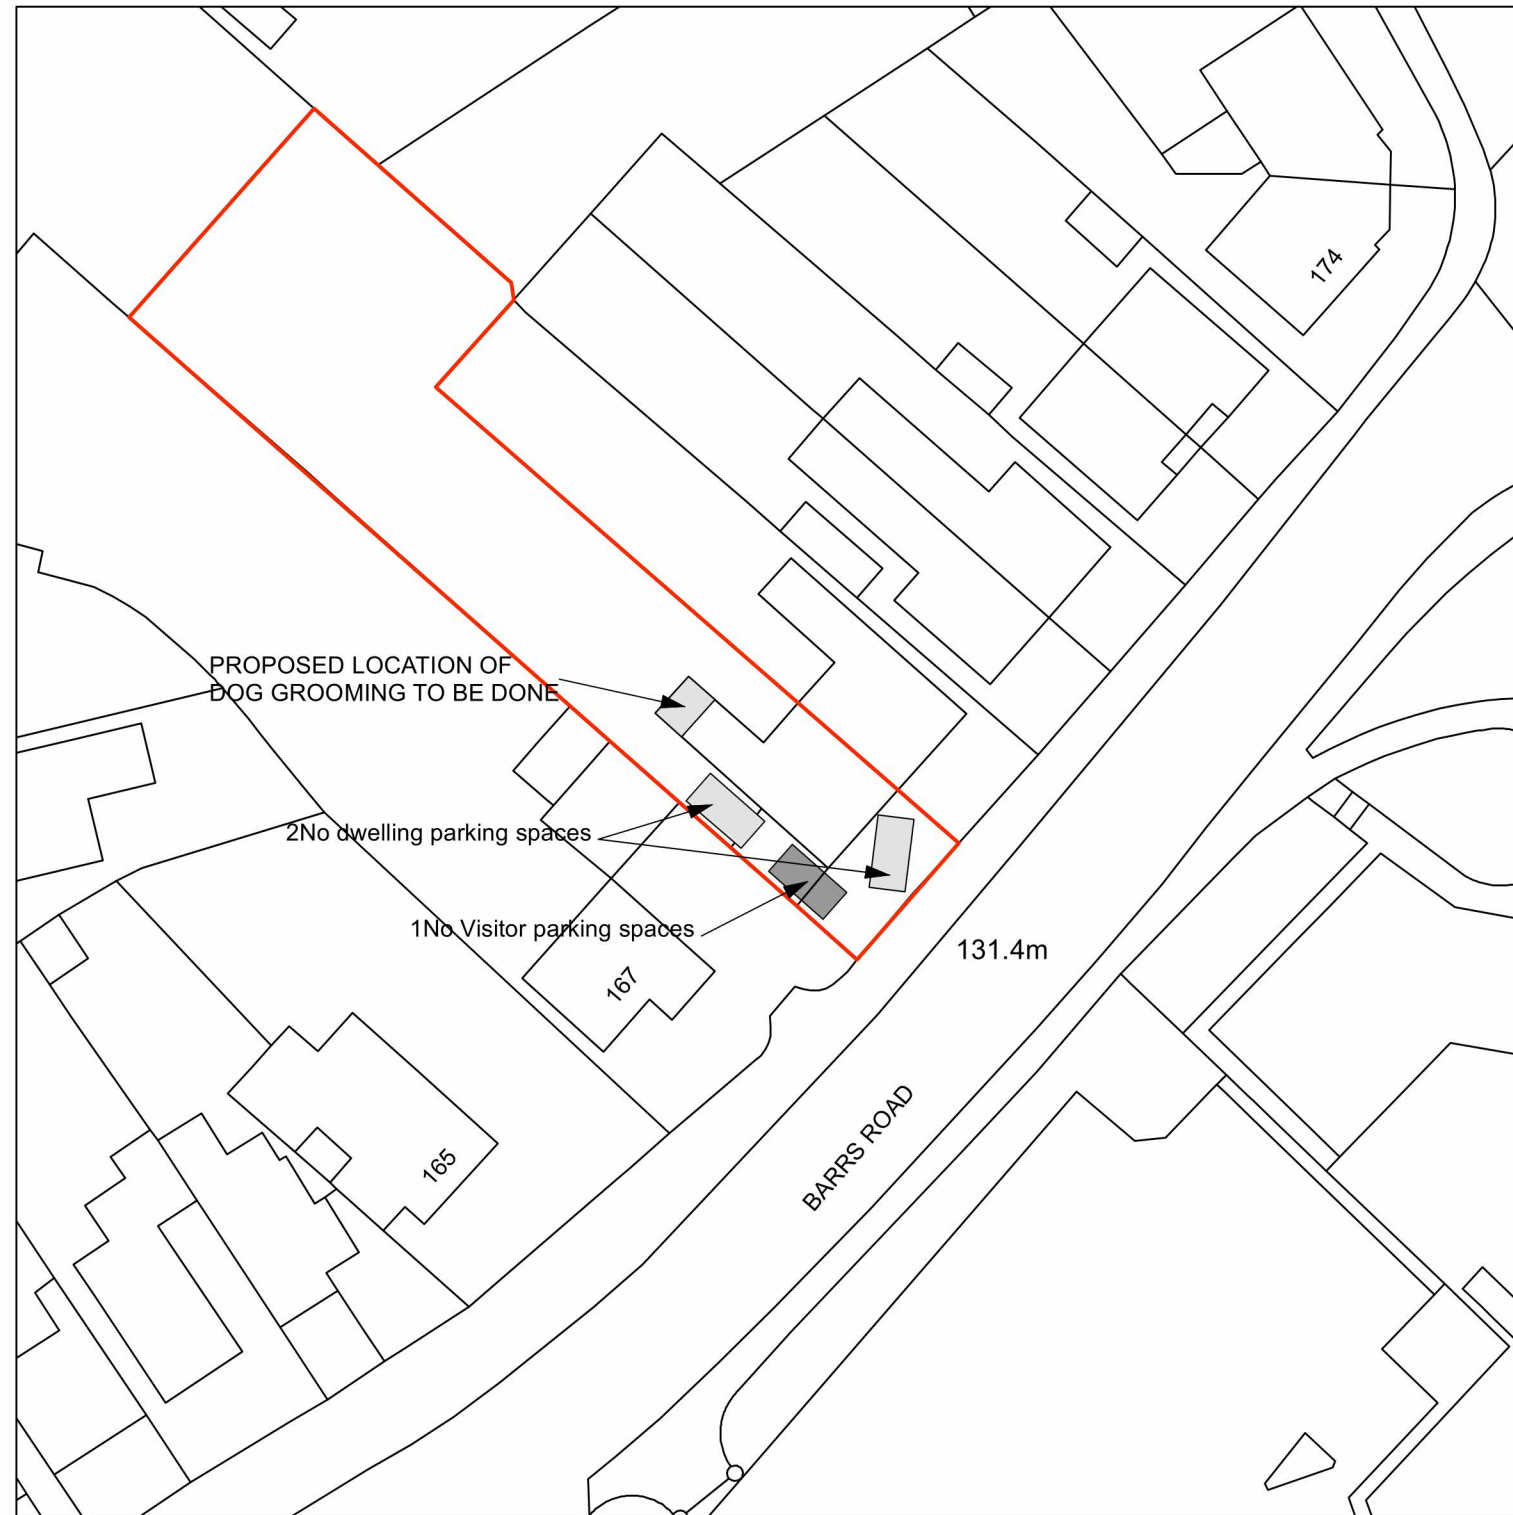 174
PROPOSED LOCATION OF
DOG GROOMING TO BE DONE
2No dwelling parking spaces
1No Visitor parking spaces
131.4m
167
BARRS ROAD
165